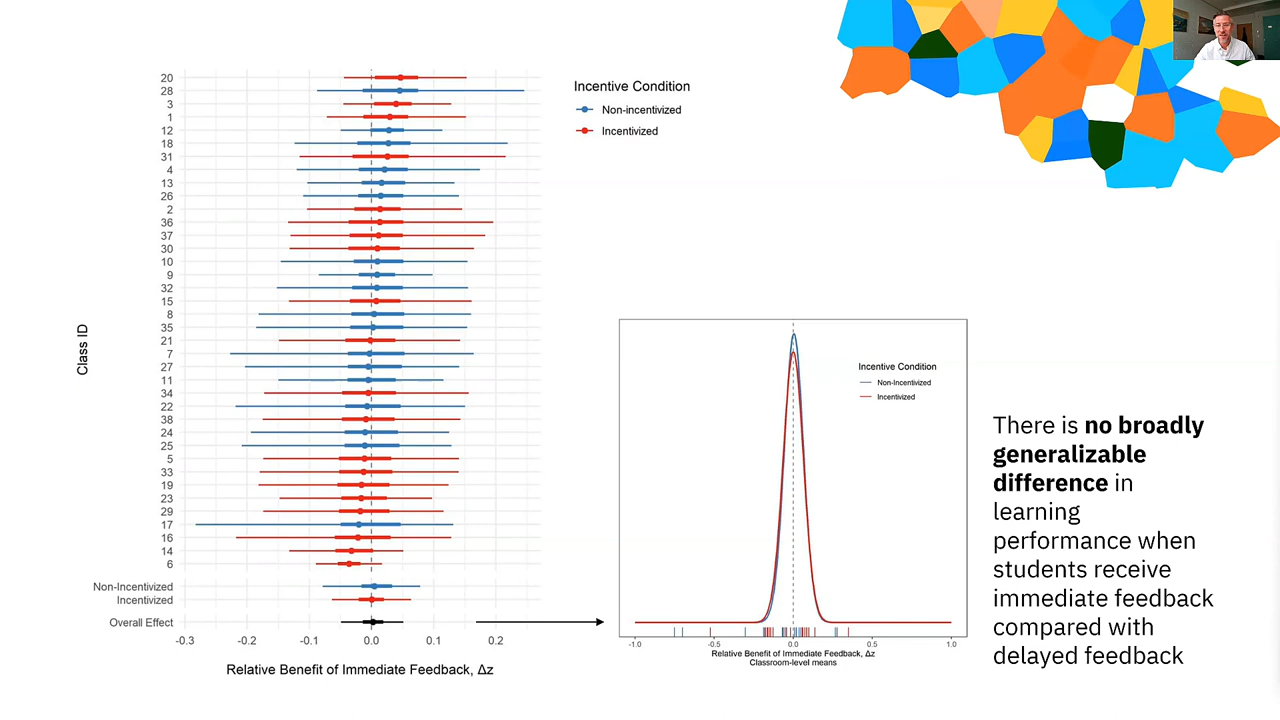 20
28
3
1
12
18
31
4
13
26
2
36
37
30
10
9
32
15
8
35
21
7
27
11
34
22
38
24
25
5
33
19
23
29
17
16
14
6
Non-Incentivized
Incentivized
Overall Effect
Class ID
-0.3 -0.2 -0.1 0.0 0.1 0.2
Relative Benefit of Immediate Feedback, Δz
Incentive Condition
Non-incentivized
Incentivized
Incentive Condition
Non-Incentivized
Incentivized
-1.0 -0.5 0.0 0.5 1.0
Relative Benefit of Immediate Feedback, Δz
Classroom-level means
There is no broadly
generalizable
difference in
learning
performance when
students receive
immediate feedback
compared with
delayed feedback